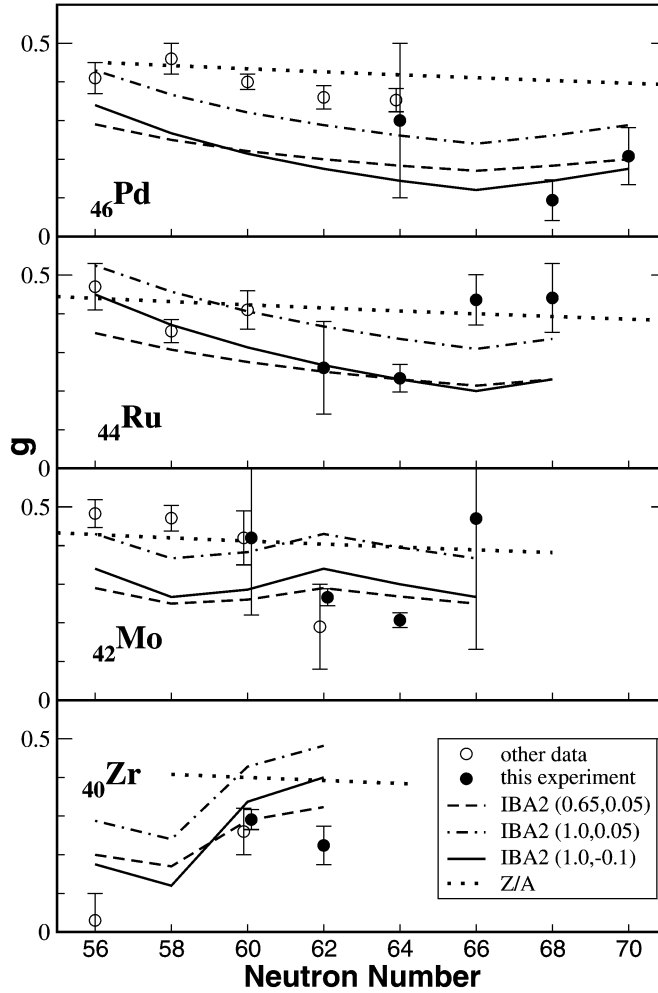 0.5
46Pd
0
0.5
44Ru
g
0
0.5
42Mo
0
0.5
40Zr
other data
this experiment
IBA2 (0.65,0.05)
IBA2 (1.0,0.05)
IBA2 (1.0,-0.1)
Z/A
0
56 58 60 62 64 66 68 70
Neutron Number